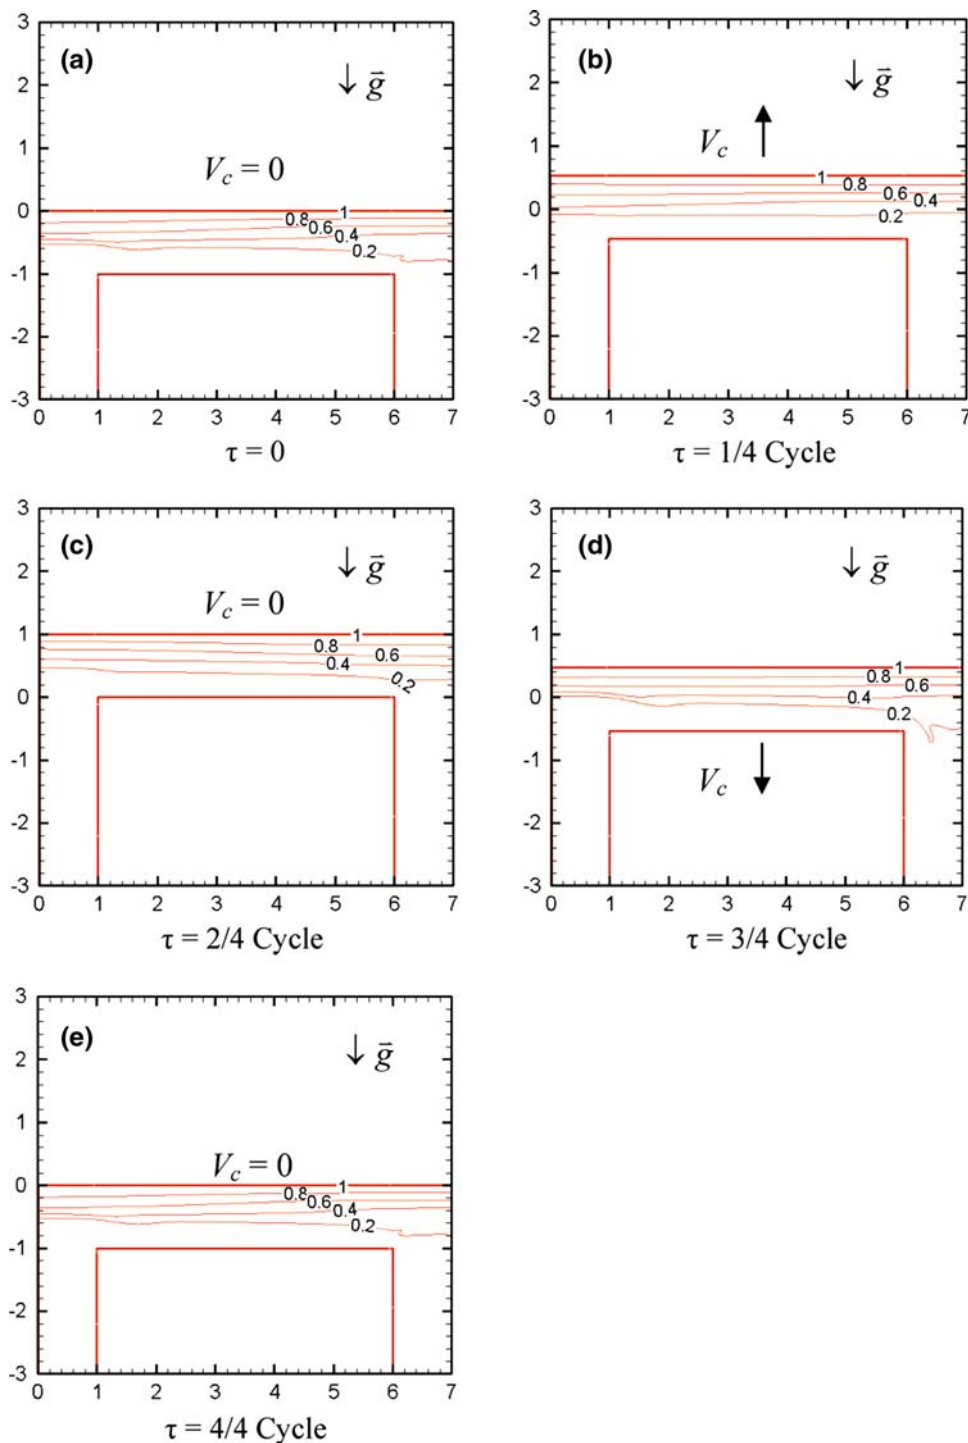 (a)
↓ g⃗
V_c = 0
3
2
1
0
-1
-2
-3
1
0.8
0.6
0.4
0.2
0 1 2 3 4 5 6 7
τ = 0
(b)
↓ g⃗
V_c
3
2
1
0
-1
-2
-3
1
0.8
0.6
0.4
0.2
0 1 2 3 4 5 6 7
τ = 1/4 Cycle
(c)
↓ g⃗
V_c = 0
3
2
1
0
-1
-2
-3
1
0.8
0.6
0.4
0.2
0 1 2 3 4 5 6 7
τ = 2/4 Cycle
(d)
↓ g⃗
3
2
1
0
-1
-2
-3
1
0.8
0.6
0.4
0.2
V_c
0 1 2 3 4 5 6 7
τ = 3/4 Cycle
(e)
↓ g⃗
V_c = 0
3
2
1
0
-1
-2
-3
1
0.8
0.6
0.4
0.2
0 1 2 3 4 5 6 7
τ = 4/4 Cycle